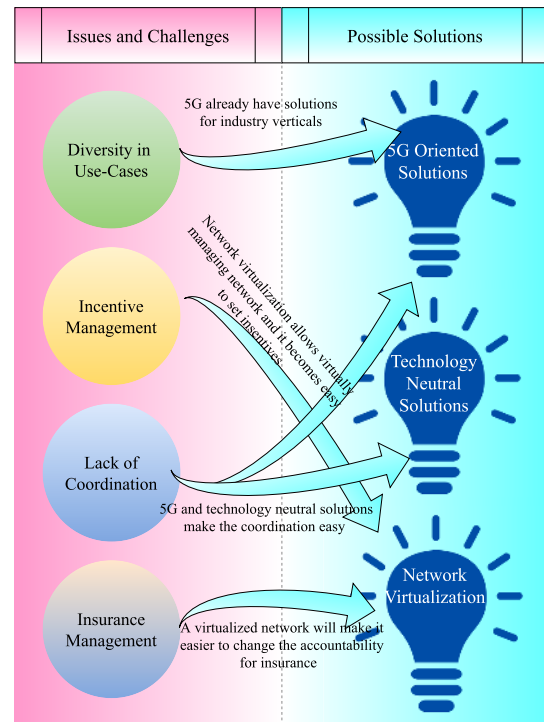 Issues and Challenges
Possible Solutions
5G already have solutions
for industry verticals
Diversity in
Use-Cases
5G Oriented
Solutions
Network virtualization allows virtually
managing network and it becomes easy
to set incentives
Incentive
Management
Technology
Neutral
Solutions
Lack of
Coordination
5G and technology neutral solutions
make the coordination easy
Network
Virtualization
Insurance
Management
A virtualized network will make it
easier to change the accountability
for insurance